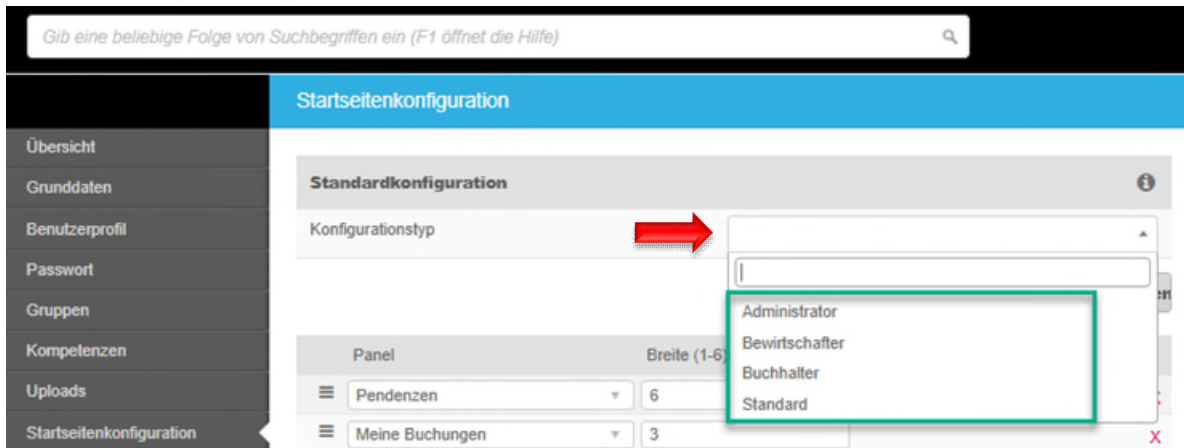 Gib eine beliebige Folge von Suchbegriffen ein (F1 öffnet die Hilfe)
Startseitenkonfiguration
Übersicht
Grunddaten
Benutzerprofil
Passwort
Gruppen
Kompetenzen
Uploads
Startseitenkonfiguration
Standardkonfiguration
Konfigurationstyp
Administrator
Bewirtschafter
Buchhalter
Standard
en
Panel Breite (1-6)
Pendenzen 6
Meine Buchungen 3 X